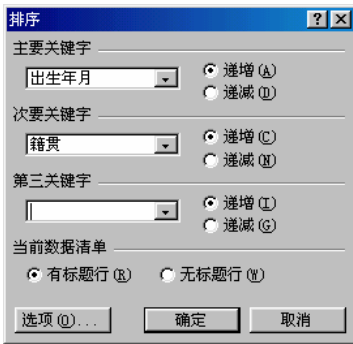 排序
主要关键字
出生年月
递增(A)
递减(D)
次要关键字
籍贯
递增(C)
递减(N)
第三关键字
递增(I)
递减(G)
当前数据清单
有标题行(R) 无标题行(W)
选项(O)... 确定 取消